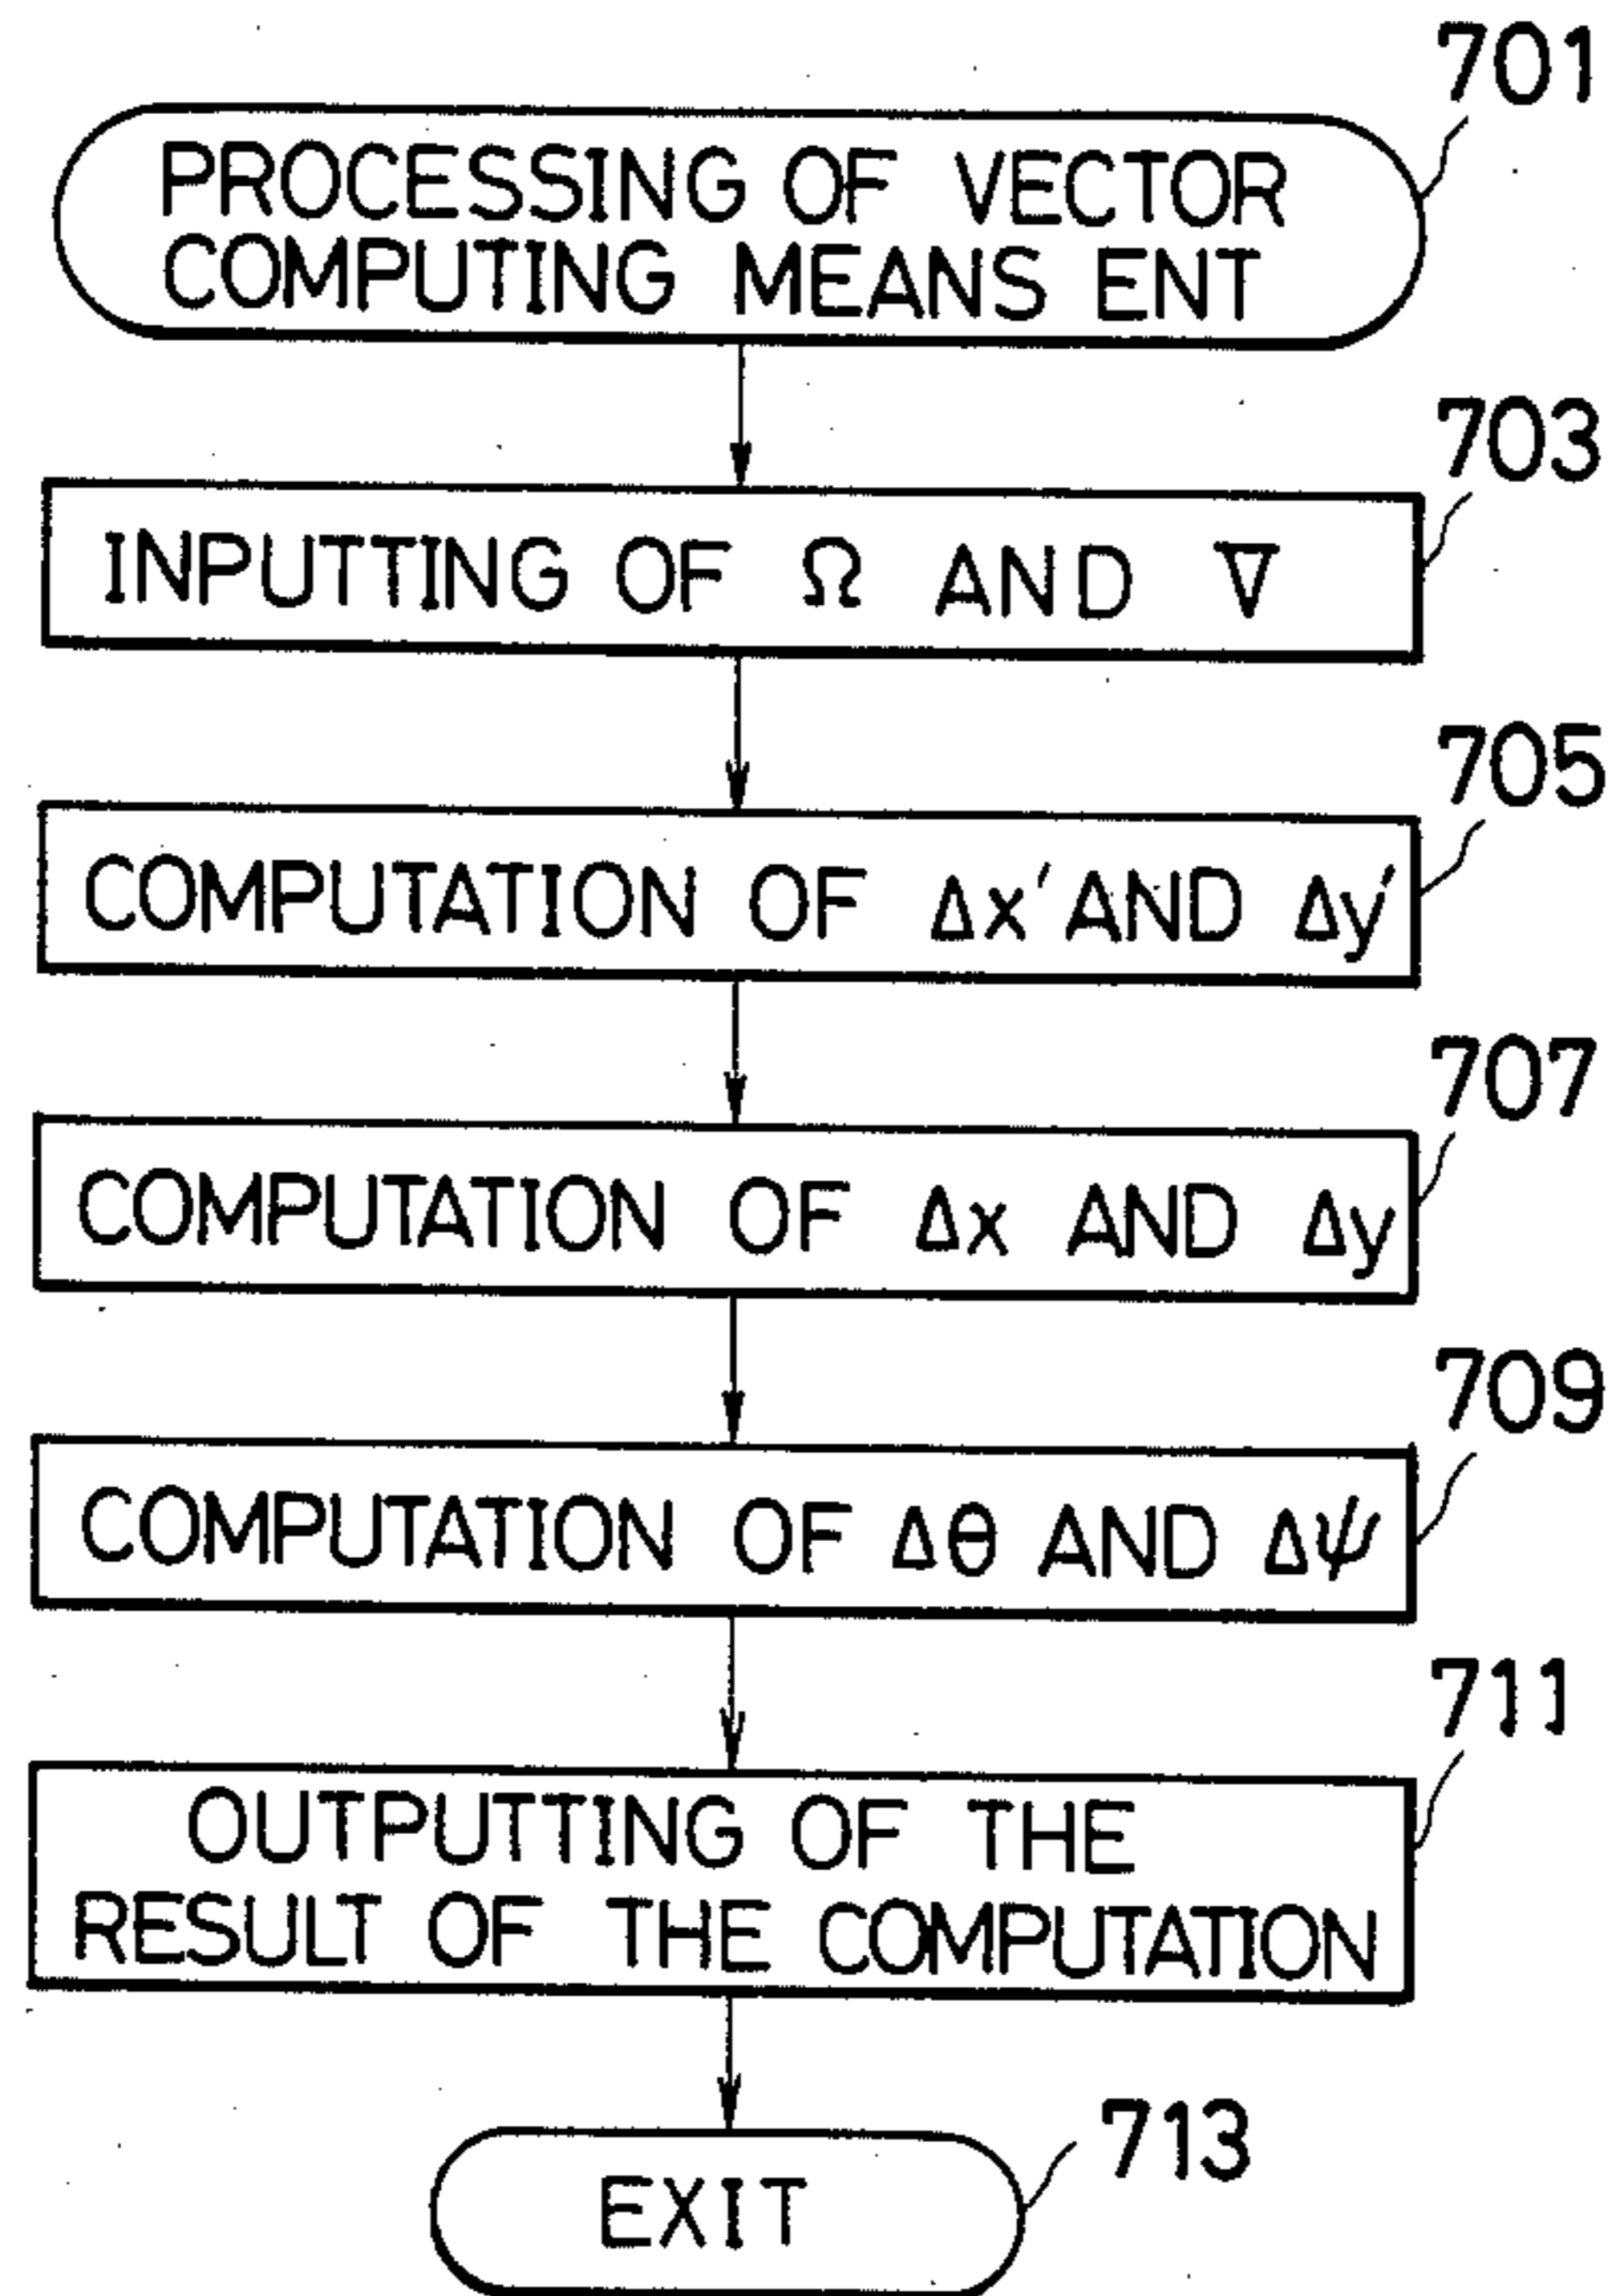 701
PROCESSING OF VECTOR
COMPUTING MEANS ENT
703
INPUTTING OF Ω AND V̅
705
COMPUTATION OF Δx' AND Δy'
707
COMPUTATION OF Δx AND Δy
709
COMPUTATION OF Δθ AND Δψ
711
OUTPUTTING OF THE
RESULT OF THE COMPUTATION
713
EXIT